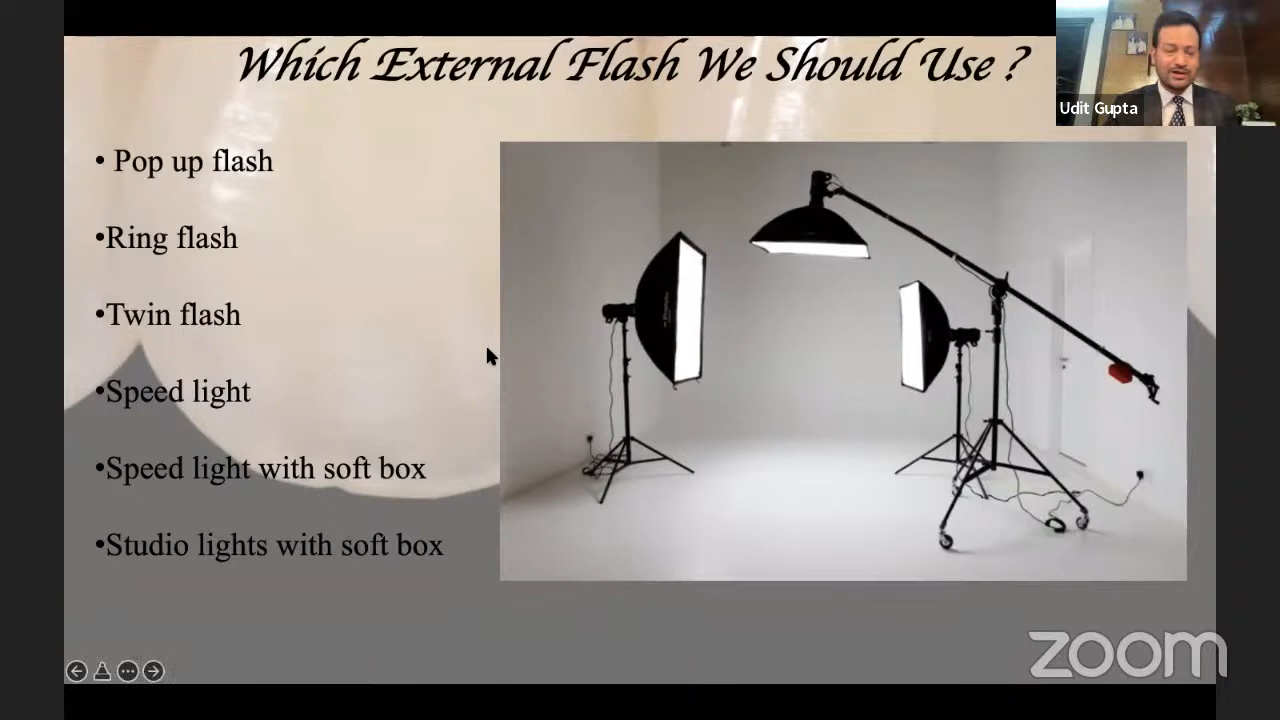 Which External Flash We Should Use ?
Udit Gupta
• Pop up flash
•Ring flash
•Twin flash
•Speed light
•Speed light with soft box
•Studio lights with soft box
zoom